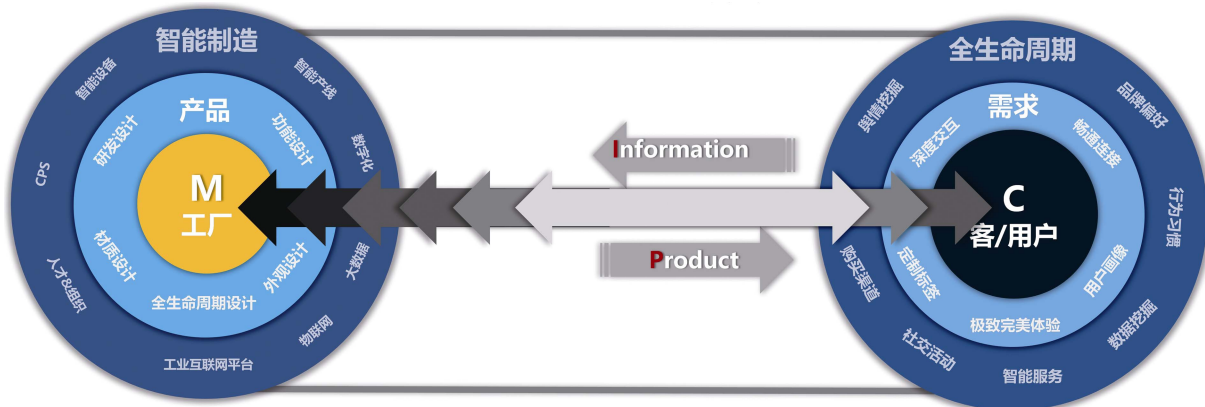 智能制造
智能设备
智能产线
CPS
数字化
人才&组织
大数据
物联网
工业互联网平台
产品
研发设计
功能设计
材质设计
外观设计
全生命周期设计
M
工厂
Information
Product
全生命周期
舆情挖掘
品牌偏好
行为习惯
购买渠道
数据挖掘
社交活动
智能服务
需求
深度交互
畅通连接
定制标签
用户画像
极致完美体验
C
客/用户